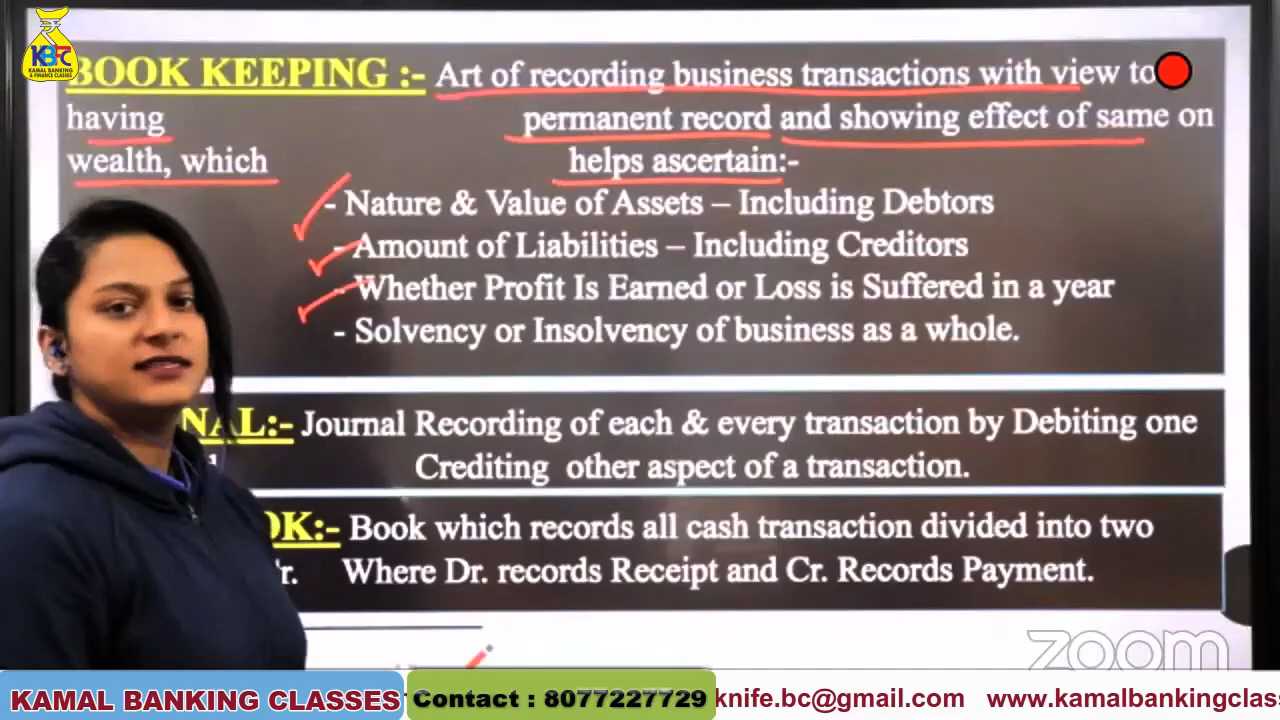 KBFC
KAMAL BANKING
& FINANCE CLASSES
BOOK KEEPING :- Art of recording business transactions with view to
having permanent record and showing effect of same on
wealth, which helps ascertain:-
- Nature & Value of Assets – Including Debtors
- Amount of Liabilities – Including Creditors
- Whether Profit Is Earned or Loss is Suffered in a year
- Solvency or Insolvency of business as a whole.
NAL:- Journal Recording of each & every transaction by Debiting one
Crediting other aspect of a transaction.
OK:- Book which records all cash transaction divided into two
r. Where Dr. records Receipt and Cr. Records Payment.
zoom
KAMAL BANKING CLASSES Contact : 8077227729 knife.bc@gmail.com www.kamalbankingclas